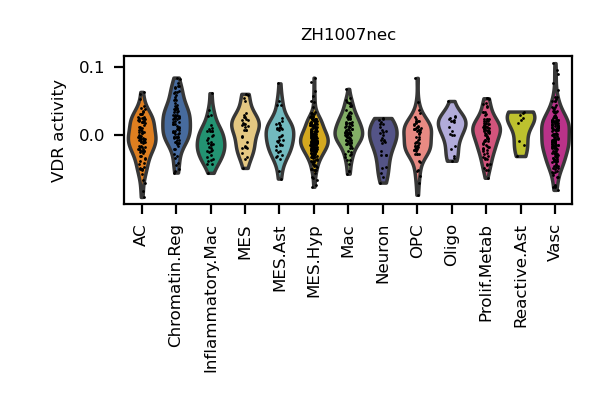 ZH1007nec
VDR activity
0.1
0.0
AC
Chromatin.Reg
Inflammatory.Mac
MES
MES.Ast
MES.Hyp
Mac
Neuron
OPC
Oligo
Prolif.Metab
Reactive.Ast
Vasc